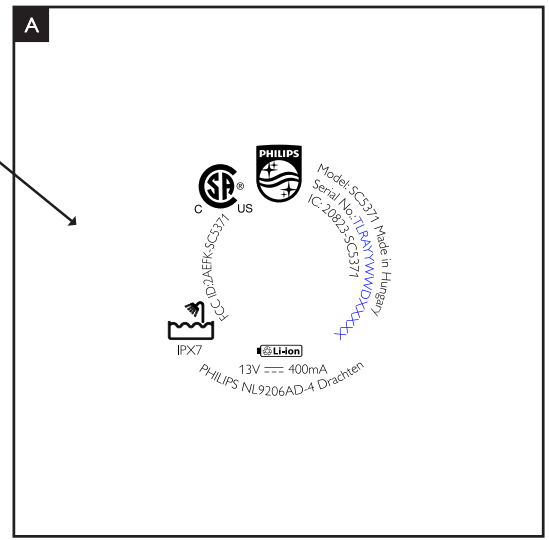 A
PHILIPS
CSA®
C US
Model: SC5371 Made in Hungary
Serial No.:TLRAYYWWDXXXXX
IC: 20823-SC5371
FCC ID:2AEFK-SC5371
IPX7
Li-ion
13V 400mA
PHILIPS NL9206AD-4 Drachten